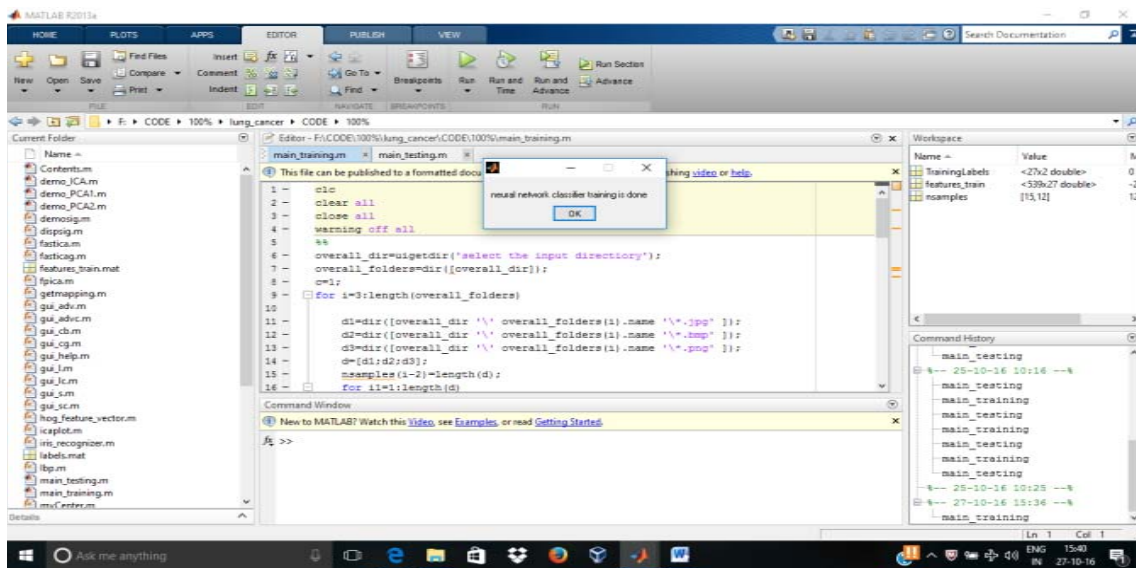 MATLAB R2013a
HOME PLOTS APPS EDITOR PUBLISH VIEW
Search Documentation
New Open Save Find Files Compare Print
Insert Comment Indent
Go To Find
Breakpoints Run Run and Time Run and Advance Run Section Advance
FILE EDIT NAVIGATE BREAKPOINTS RUN
F: CODE 100% lung_cancer CODE 100%
Current Folder
Name
Contents.m
demo_ICA.m
demo_PCA1.m
demo_PCA2.m
demosig.m
dispsig.m
fastica.m
fasticag.m
features_train.mat
fpica.m
getmapping.m
gui_adv.m
gui_advc.m
gui_cb.m
gui_cg.m
gui_help.m
gui_l.m
gui_lc.m
gui_s.m
gui_sc.m
hog_feature_vector.m
icaplot.m
iris_recognizer.m
labels.mat
lbp.m
main_testing.m
main_training.m
myCenter.m
Details
Editor - F:\CODE\100%\lung_cancer\CODE\100%\main_training.m
main_training.m main_testing.m
This file can be published to a formatted docu
shing video or help.
1 clc
2 clear all
3 close all
4 warning off all
5 %%
6 overall_dir=uigetdir('select the input directiory');
7 overall_folders=dir([overall_dir]);
8 c=1;
9 for i=3:length(overall_folders)
10
11 d1=dir([overall_dir '\' overall_folders(i).name '\*.jpg' ]);
12 d2=dir([overall_dir '\' overall_folders(i).name '\*.bmp' ]);
13 d3=dir([overall_dir '\' overall_folders(i).name '\*.png' ]);
14 d=[d1;d2;d3];
15 nsamples(i-2)=length(d);
16 for i1=1:length(d)
neural network classifier training is done
OK
Command Window
New to MATLAB? Watch this Video, see Examples, or read Getting Started.
fx >>
Workspace
Name Value
TrainingLabels <27x2 double>
features_train <539x27 double>
nsamples [15,12]
Command History
main_testing
%-- 25-10-16 10:16 --%
main_testing
main_training
main_testing
main_training
main_testing
main_training
main_testing
%-- 25-10-16 10:25 --%
%-- 27-10-16 15:36 --%
main_training
Ln 1 Col 1
Ask me anything
ENG 15:40
IN 27-10-16